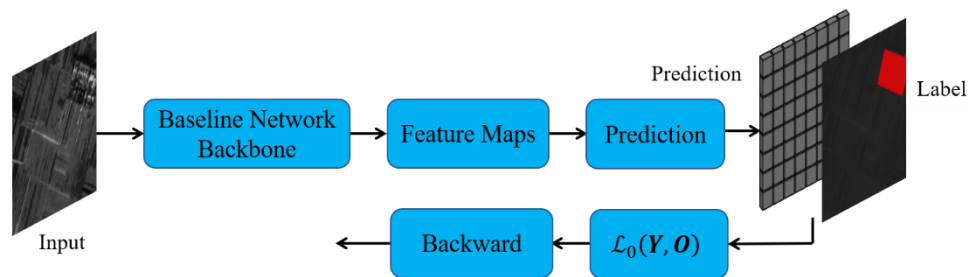 Prediction
Label
Baseline Network
Backbone
Feature Maps
Prediction
Input
Backward
ℒ₀(Y, O)